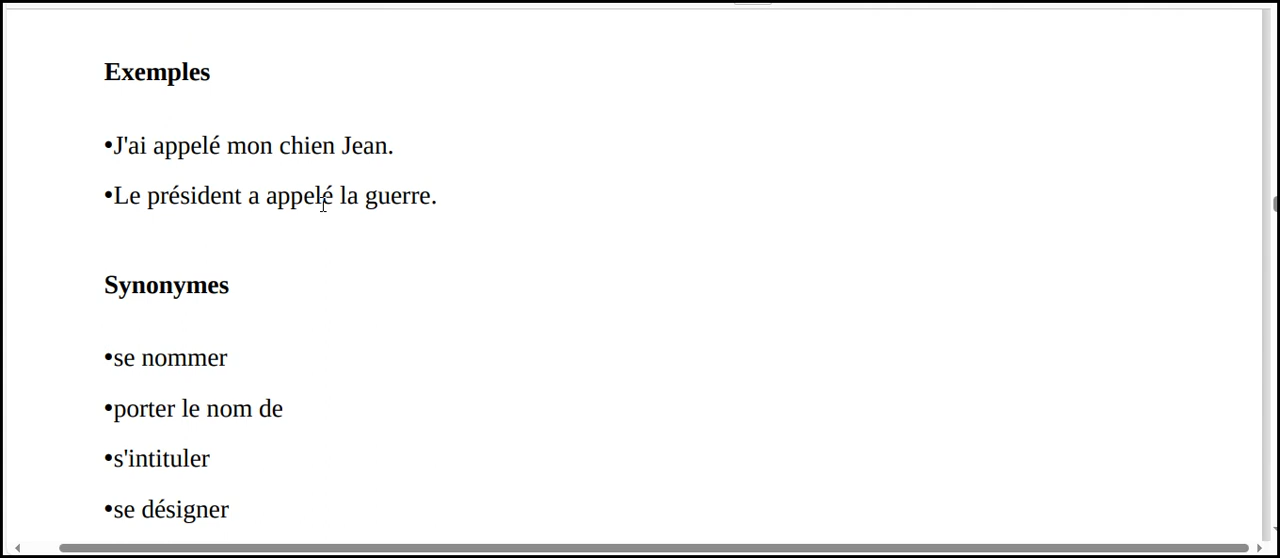 Exemples
•J'ai appelé mon chien Jean.
•Le président a appelé la guerre.
Synonymes
•se nommer
•porter le nom de
•s'intituler
•se désigner